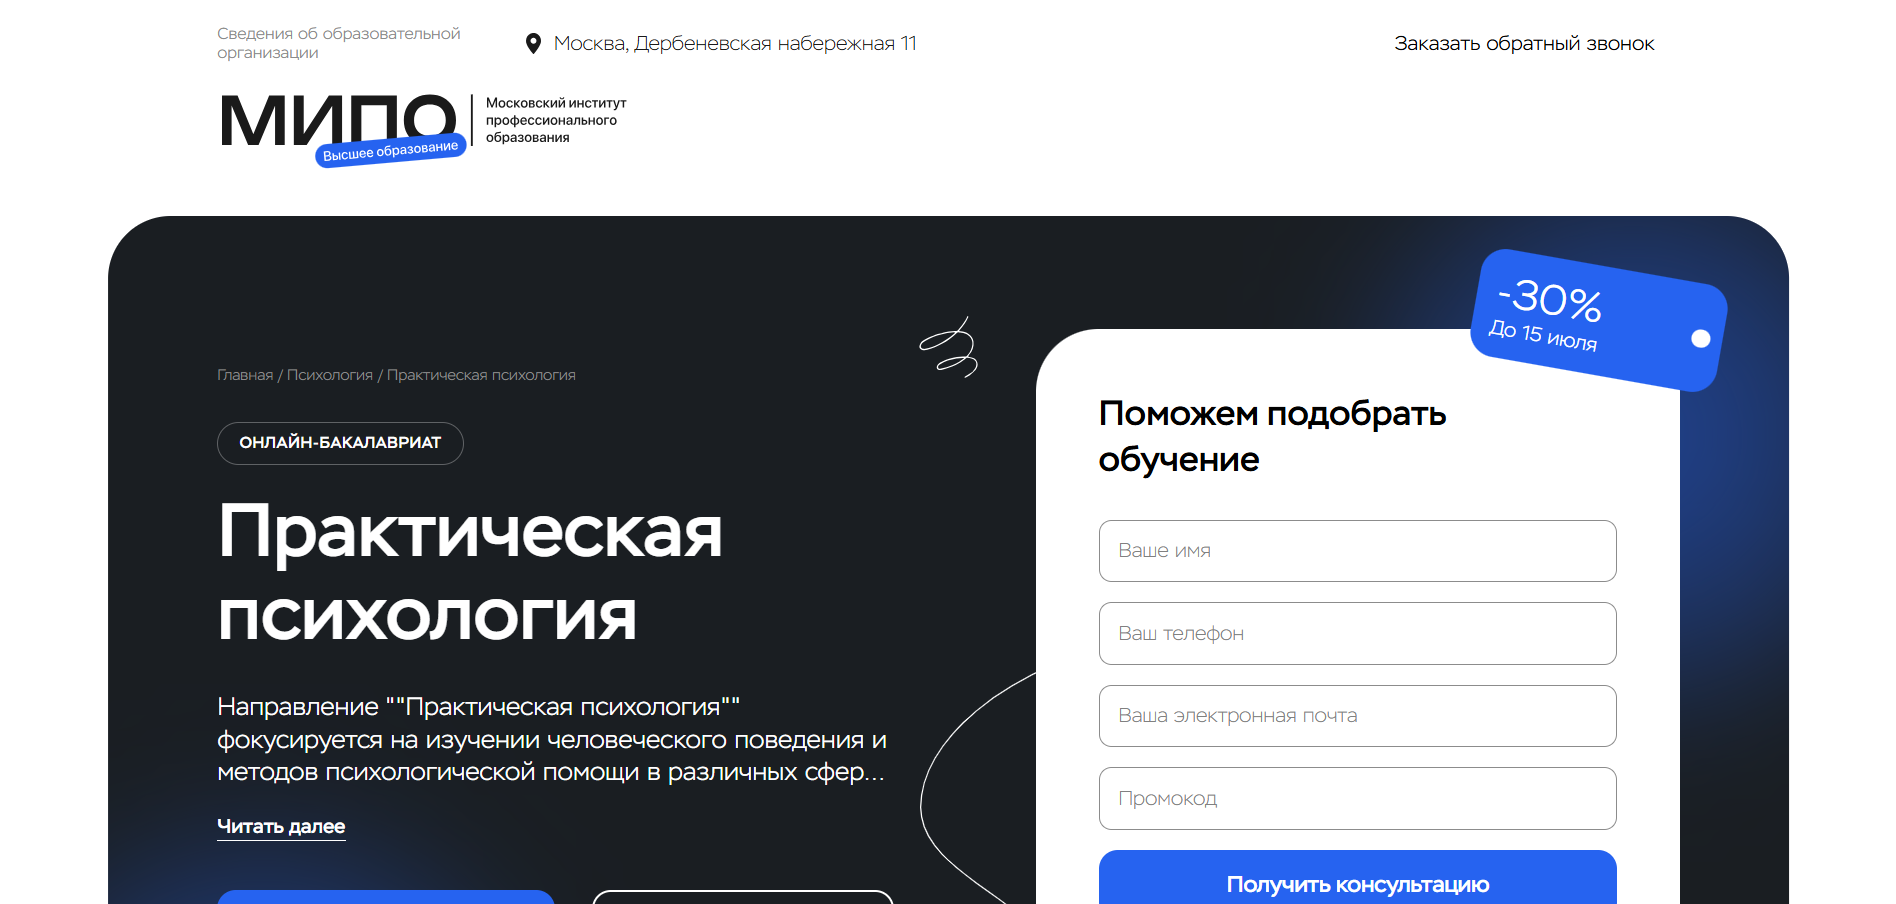 Сведения об образовательной
организации
Москва, Дербеневская набережная 11
Заказать обратный звонок
МИПО
Высшее образование
Московский институт
профессионального
образования
-30%
До 15 июля
Главная / Психология / Практическая психология
ОНЛАЙН-БАКАЛАВРИАТ
Практическая
психология
Направление ""Практическая психология""
фокусируется на изучении человеческого поведения и
методов психологической помощи в различных сфер...
Читать далее
Поможем подобрать
обучение
Ваше имя
Ваш телефон
Ваша электронная почта
Промокод
Получить консультацию